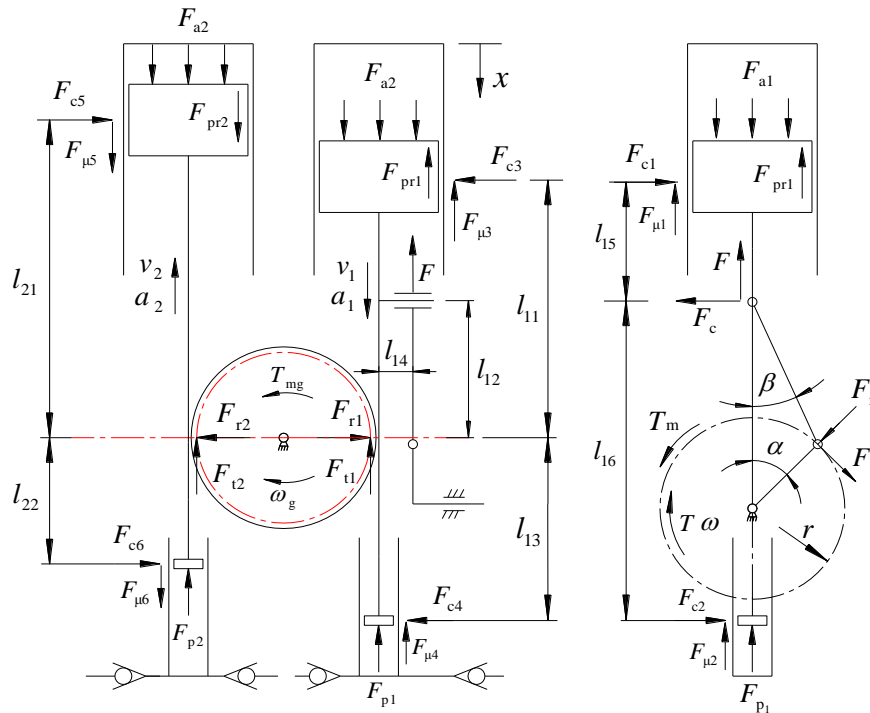 F_a2
F_c5
F_pr2
F_μ5
l_21
v_2
a_2
F_a2
x
F_pr1
F_c3
F_μ3
v_1
a_1
F
l_11
l_14
l_12
T_mg
F_r2
F_r1
F_t2
F_t1
ω_g
l_22
F_c6
F_μ6
F_p2
l_13
F_c4
F_μ4
F_p1
F_a1
F_c1
F_pr1
F_μ1
l_15
F
F_c
β
T_m
α
F
l_16
T ω
r
F_c2
F_μ2
F_p1